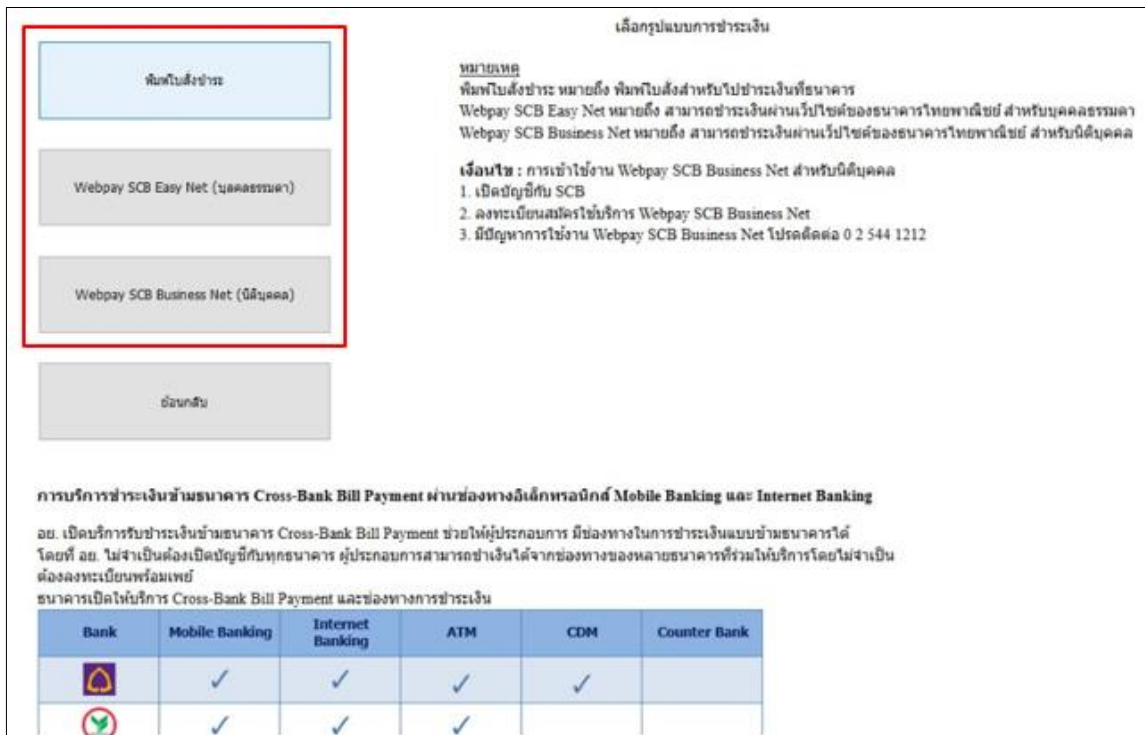 เลือกรูปแบบการชำระเงิน
พิมพ์ใบสั่งชำระ
Webpay SCB Easy Net (บุคคลธรรมดา)
Webpay SCB Business Net (นิติบุคคล)
ย้อนกลับ
หมายเหตุ
พิมพ์ใบสั่งชำระ หมายถึง พิมพ์ใบสั่งสำหรับไปชำระเงินที่ธนาคาร
Webpay SCB Easy Net หมายถึง สามารถชำระเงินผ่านเว็ปไซต์ของธนาคารไทยพาณิชย์ สำหรับบุคคลธรรมดา
Webpay SCB Business Net หมายถึง สามารถชำระเงินผ่านเว็ปไซต์ของธนาคารไทยพาณิชย์ สำหรับนิติบุคคล
เงื่อนไข : การเข้าใช้งาน Webpay SCB Business Net สำหรับนิติบุคคล
1. เปิดบัญชีกับ SCB
2. ลงทะเบียนสมัครใช้บริการ Webpay SCB Business Net
3. มีปัญหาการใช้งาน Webpay SCB Business Net โปรดติดต่อ 0 2 544 1212
การบริการชำระเงินข้ามธนาคาร Cross-Bank Bill Payment ผ่านช่องทางอิเล็กทรอนิกส์ Mobile Banking และ Internet Banking
อย. เปิดบริการรับชำระเงินข้ามธนาคาร Cross-Bank Bill Payment ช่วยให้ผู้ประกอบการ มีช่องทางในการชำระเงินแบบข้ามธนาคารได้
โดยที่ อย. ไม่จำเป็นต้องเปิดบัญชีกับทุกธนาคาร ผู้ประกอบการสามารถชำเงินได้จากช่องทางของหลายธนาคารที่ร่วมให้บริการโดยไม่จำเป็น
ต้องลงทะเบียนพร้อมเพย์
ธนาคารเปิดให้บริการ Cross-Bank Bill Payment และช่องทางการชำระเงิน
Bank Mobile Banking Internet Banking ATM CDM Counter Bank